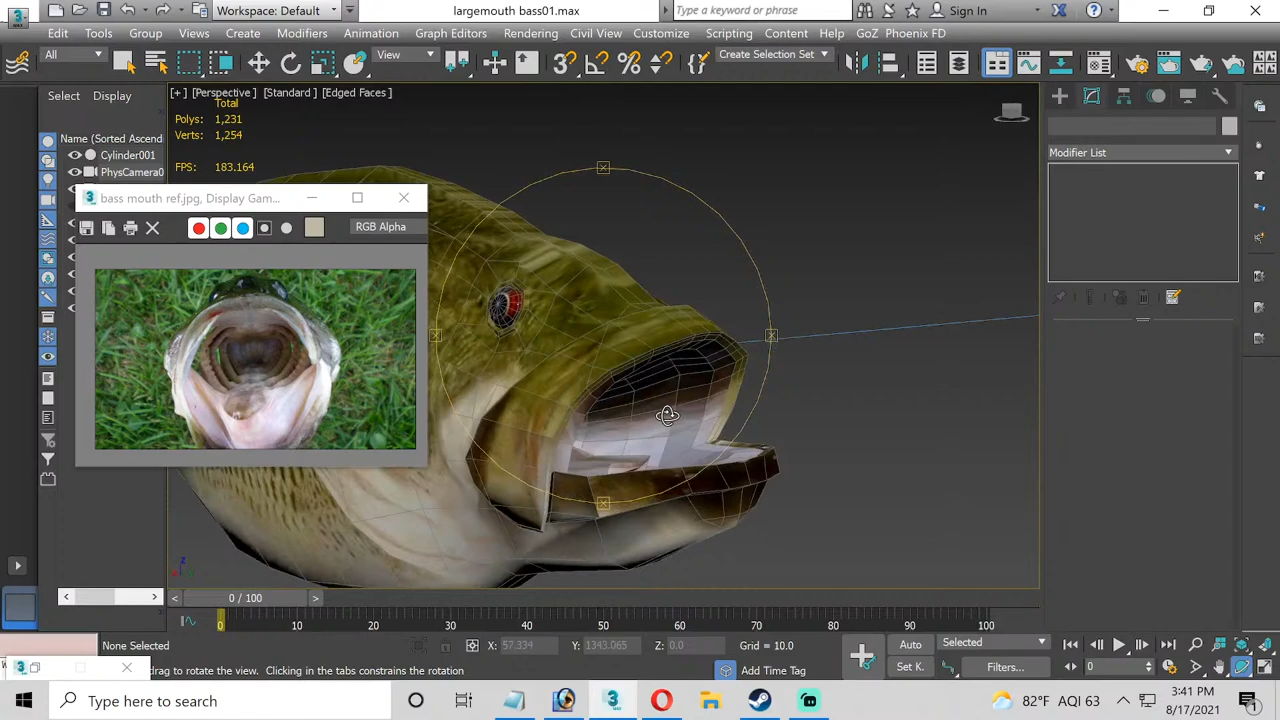 Workspaces: Default
largemouth bass01.max
Type a keyword or phrase
Sign In
Edit Tools Group Views Create Modifiers Animation Graph Editors Rendering Civil View Customize Scripting Content Help GoZ Phoenix FD
All
View
Create Selection Set
Select Display
[+] [Perspective] [Standard] [Edged Faces]
Total
Polys: 1,231
Verts: 1,254
FPS: 183.164
Name (Sorted Ascend
Cylinder001
PhysCamera0
bass mouth ref.jpg, Display Gam...
RGB Alpha
Modifier List
0 / 100
0 10 20 30 40 50 60 70 80 90 100
None Selected
X: 57.334 Y: 1343.065 Z: 0.0
Grid = 10.0
Auto
Selected
drag to rotate the view. Clicking in the tabs constrains the rotation
Add Time Tag
Set K.
Filters...
0
Type here to search
82°F AQI 63
3:41 PM
8/17/2021